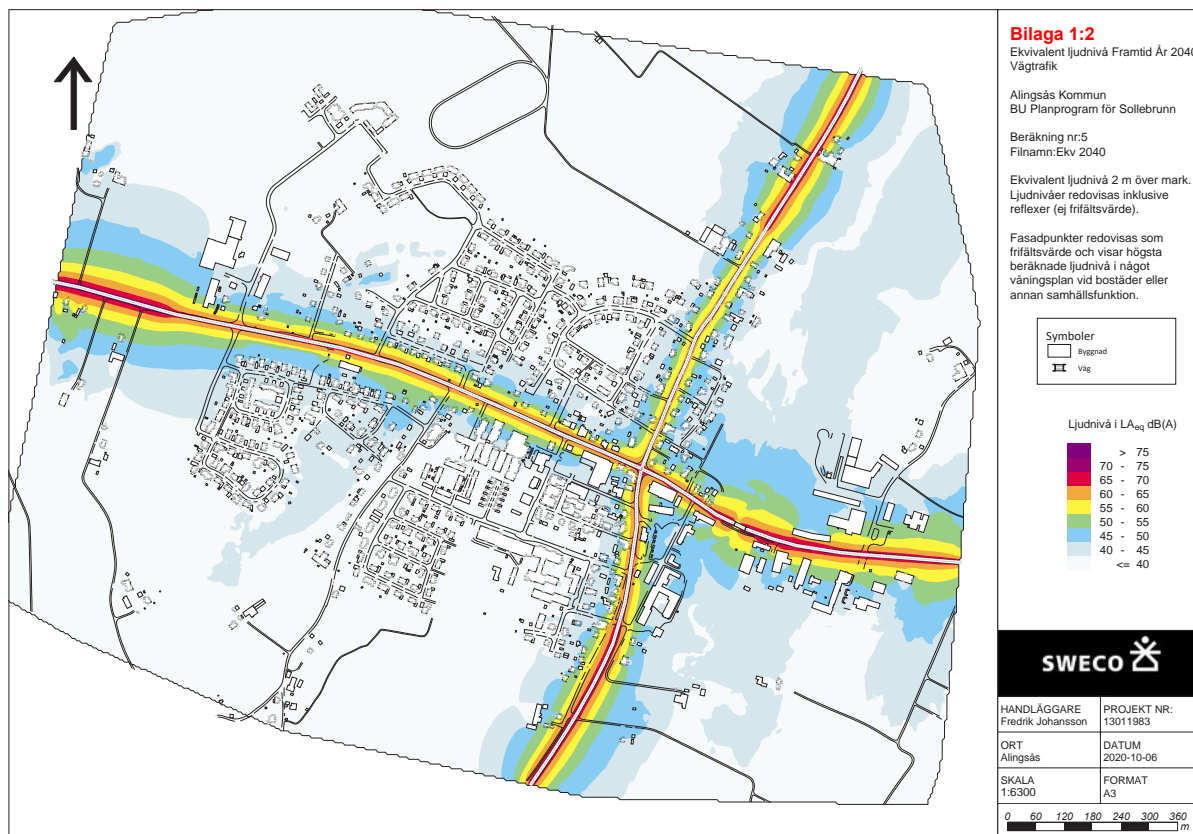 Bilaga 1:2
Ekvivalent ljudnivå Framtid År 2040
Vägtrafik
Alingsås Kommun
BU Planprogram för Sollebrunn
Beräkning nr:5
Filnamn:Ekv 2040
Ekvivalent ljudnivå 2 m över mark.
Ljudnivåer redovisas inklusive
reflexer (ej frifältsvärde).
Fasadpunkter redovisas som
frifältsvärde och visar högsta
beräknade ljudnivå i något
våningsplan vid bostäder eller
annan samhällsfunktion.
Symboler
Byggnad
Väg
Ljudnivå i LAeq dB(A)
> 75
70 - 75
65 - 70
60 - 65
55 - 60
50 - 55
45 - 50
40 - 45
<= 40
SWECO
HANDLÄGGARE
Fredrik Johansson
PROJEKT NR:
13011983
ORT
Alingsås
DATUM
2020-10-06
SKALA
1:6300
FORMAT
A3
0 60 120 180 240 300 360
m